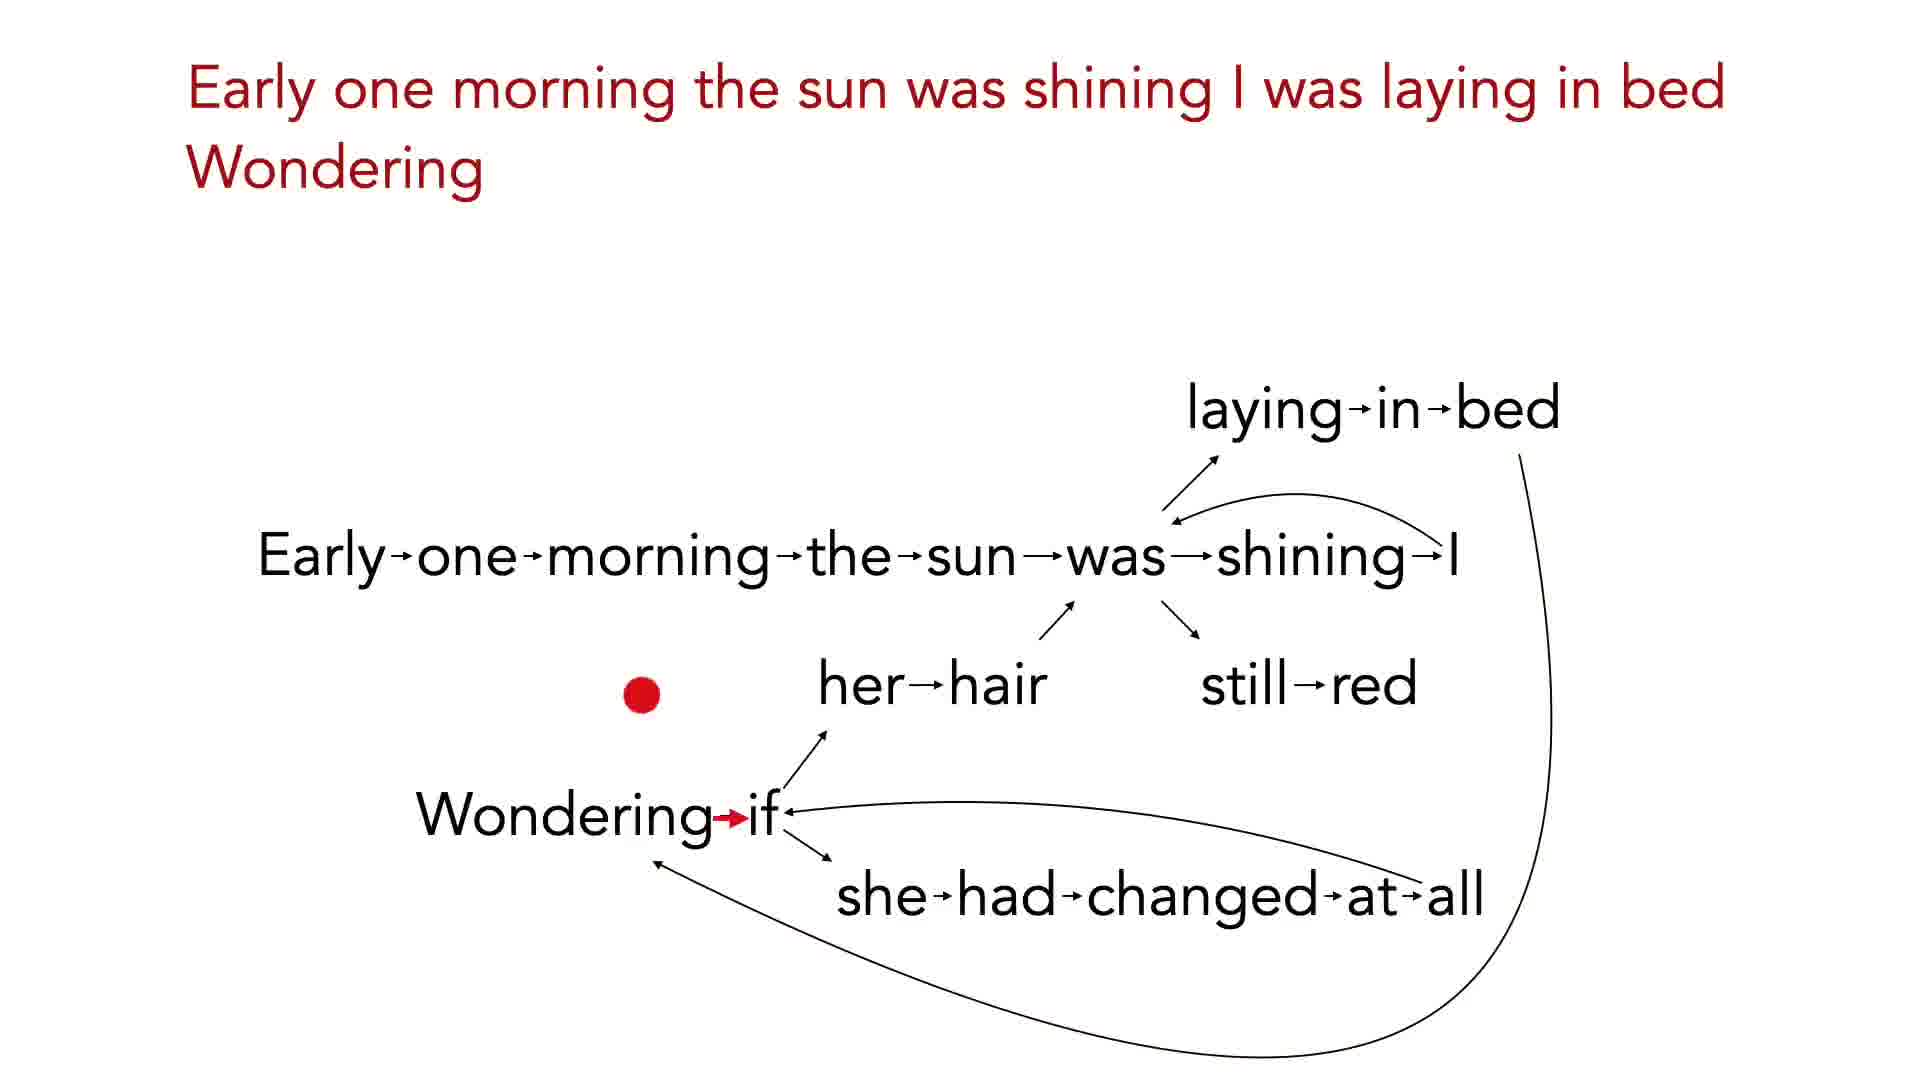 Early one morning the sun was shining I was laying in bed
Wondering
laying in bed
Early one morning the sun was shining I
her hair still red
Wondering if
she had changed at all